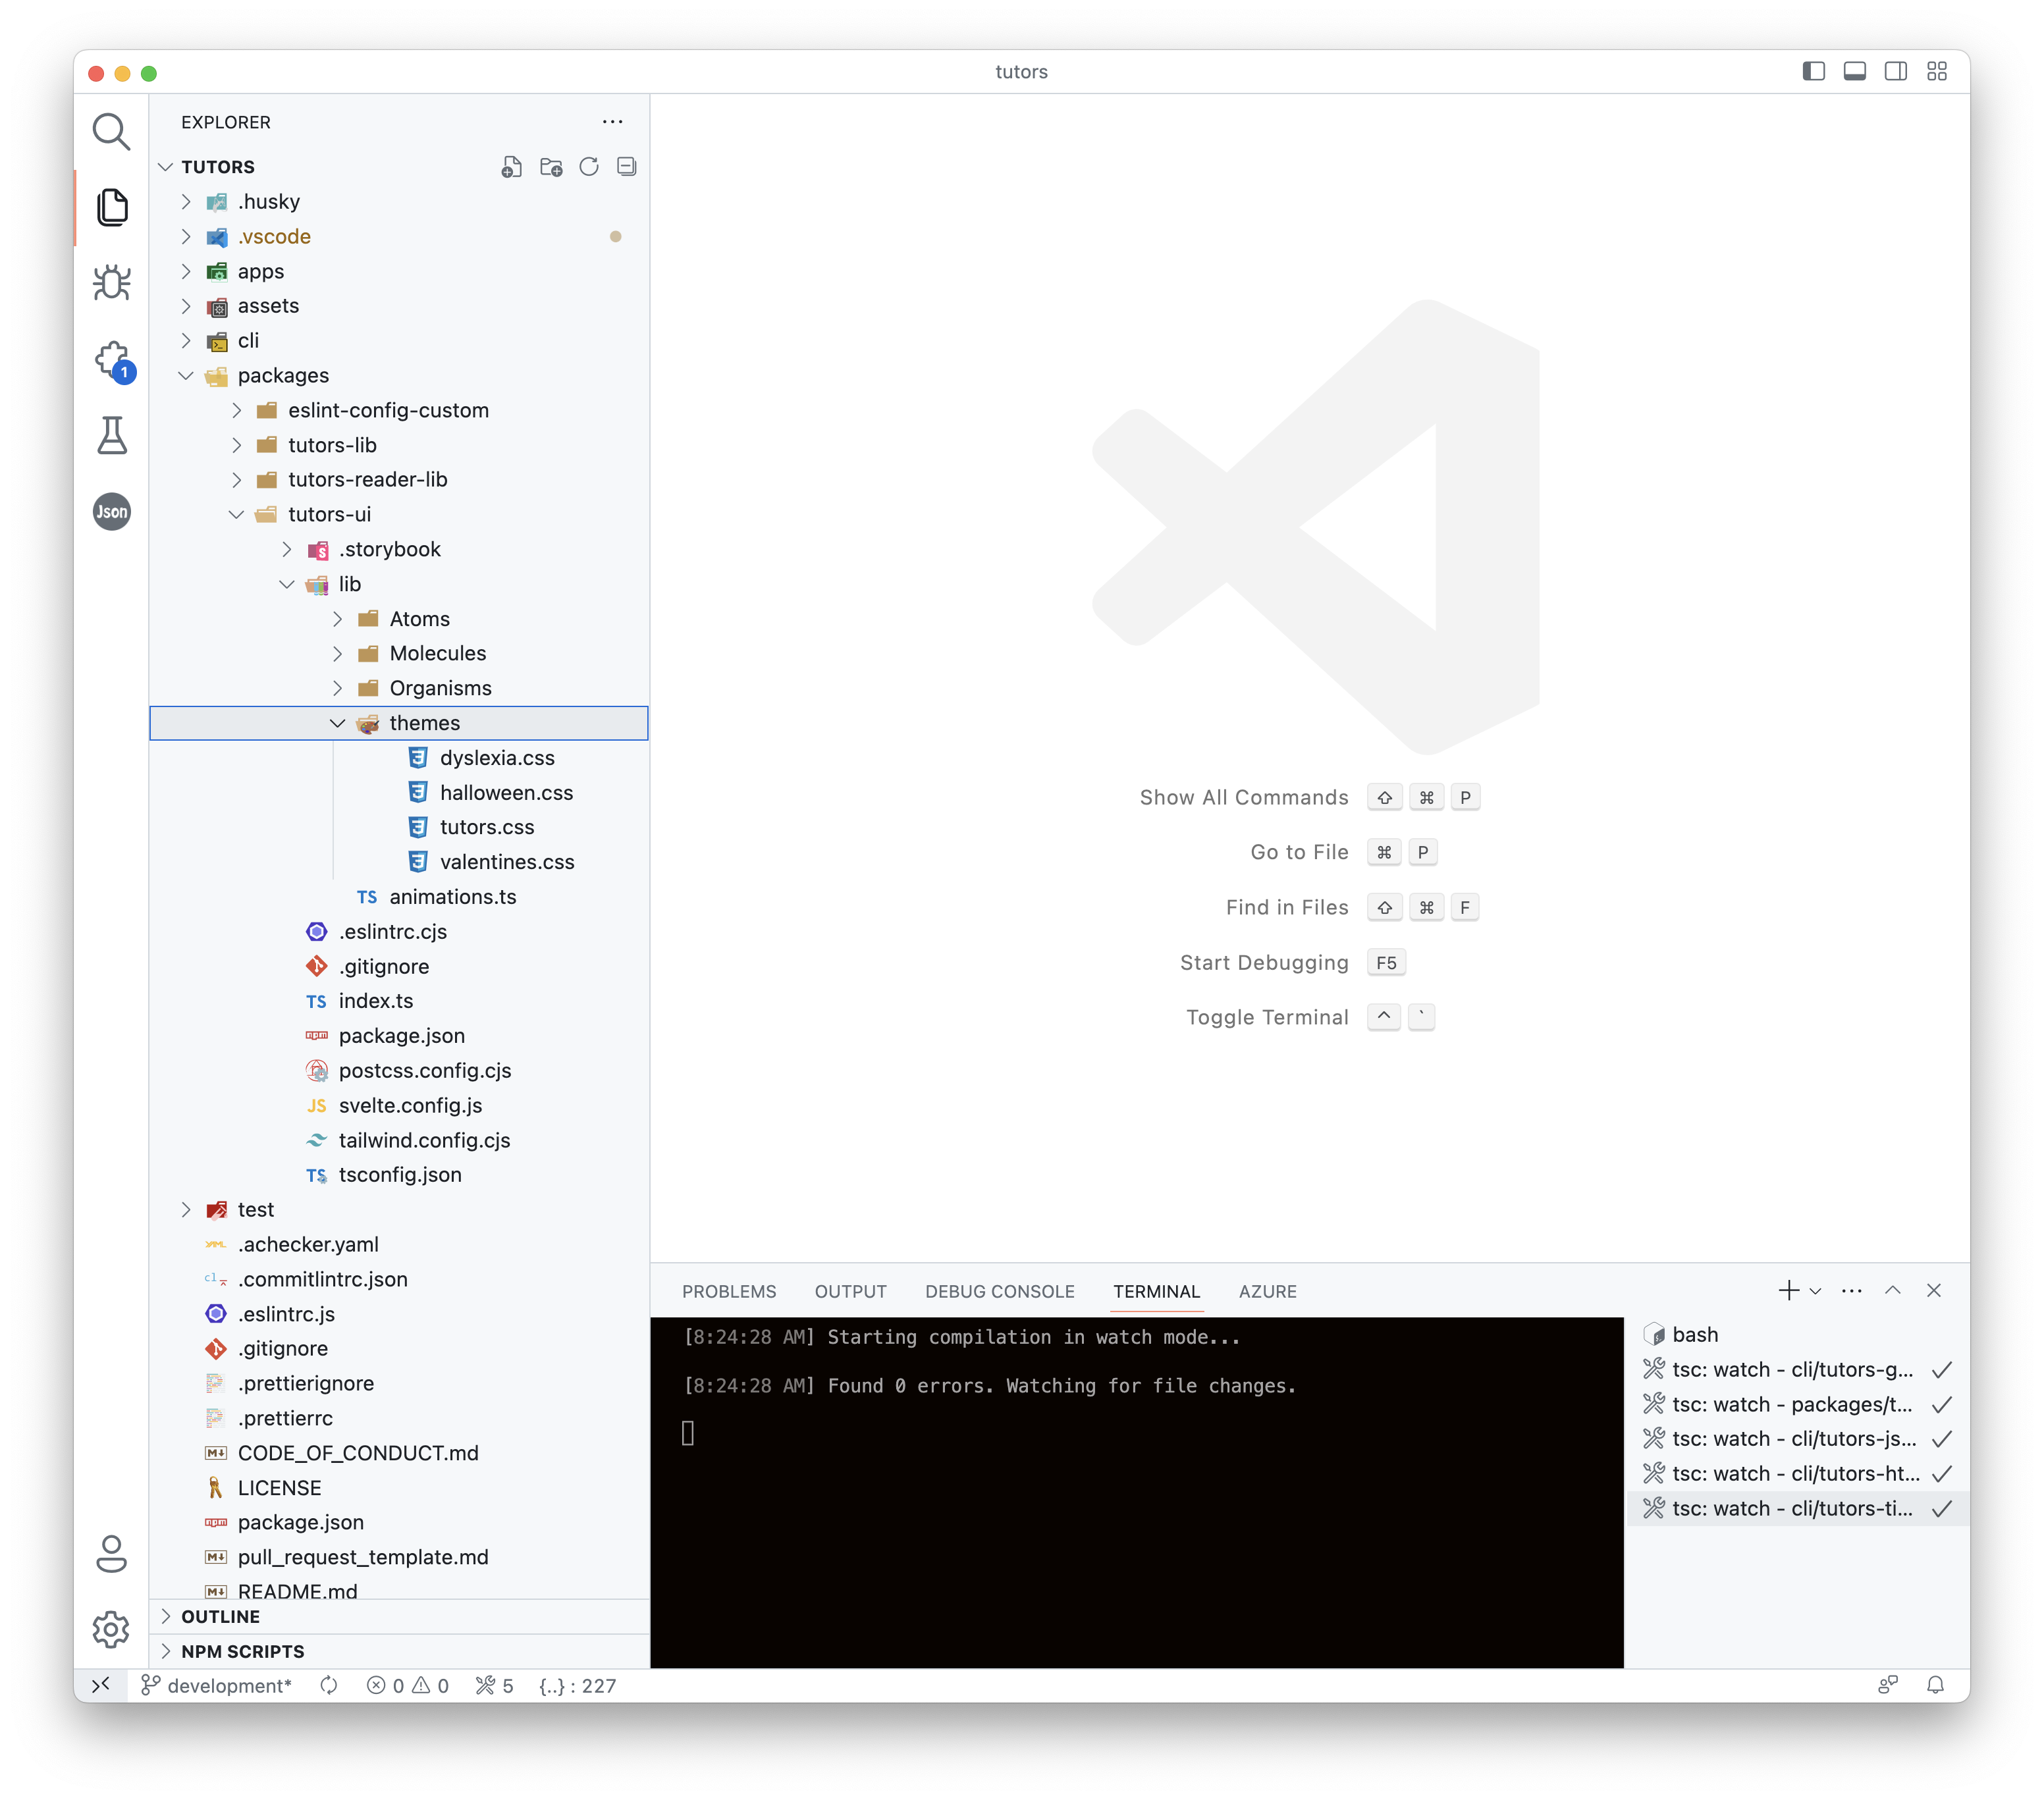 tutors
EXPLORER
TUTORS
.husky
.vscode
apps
assets
cli
packages
eslint-config-custom
tutors-lib
tutors-reader-lib
tutors-ui
.storybook
lib
Atoms
Molecules
Organisms
themes
dyslexia.css
halloween.css
tutors.css
valentines.css
TS animations.ts
.eslintrc.cjs
.gitignore
TS index.ts
package.json
postcss.config.cjs
JS svelte.config.js
tailwind.config.cjs
TS tsconfig.json
test
.achecker.yaml
.commitlintrc.json
.eslintrc.js
.gitignore
.prettierignore
.prettierrc
CODE_OF_CONDUCT.md
LICENSE
package.json
pull_request_template.md
README.md
OUTLINE
NPM SCRIPTS
1
Json
Show All Commands ⇧ ⌘ P
Go to File ⌘ P
Find in Files ⇧ ⌘ F
Start Debugging F5
Toggle Terminal ^ `
PROBLEMS OUTPUT DEBUG CONSOLE TERMINAL AZURE
[8:24:28 AM] Starting compilation in watch mode...
[8:24:28 AM] Found 0 errors. Watching for file changes.
bash
tsc: watch - cli/tutors-g...
tsc: watch - packages/t...
tsc: watch - cli/tutors-js...
tsc: watch - cli/tutors-ht...
tsc: watch - cli/tutors-ti...
development* 0 0 5 {..} : 227